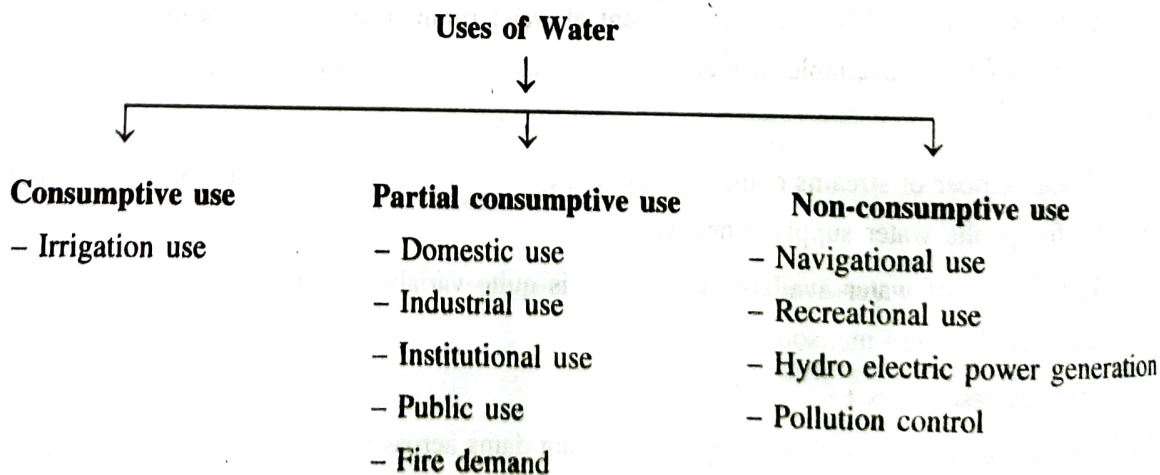 Uses of Water
Consumptive use
– Irrigation use
Partial consumptive use
– Domestic use
– Industrial use
– Institutional use
– Public use
– Fire demand
Non-consumptive use
– Navigational use
– Recreational use
– Hydro electric power generation
– Pollution control